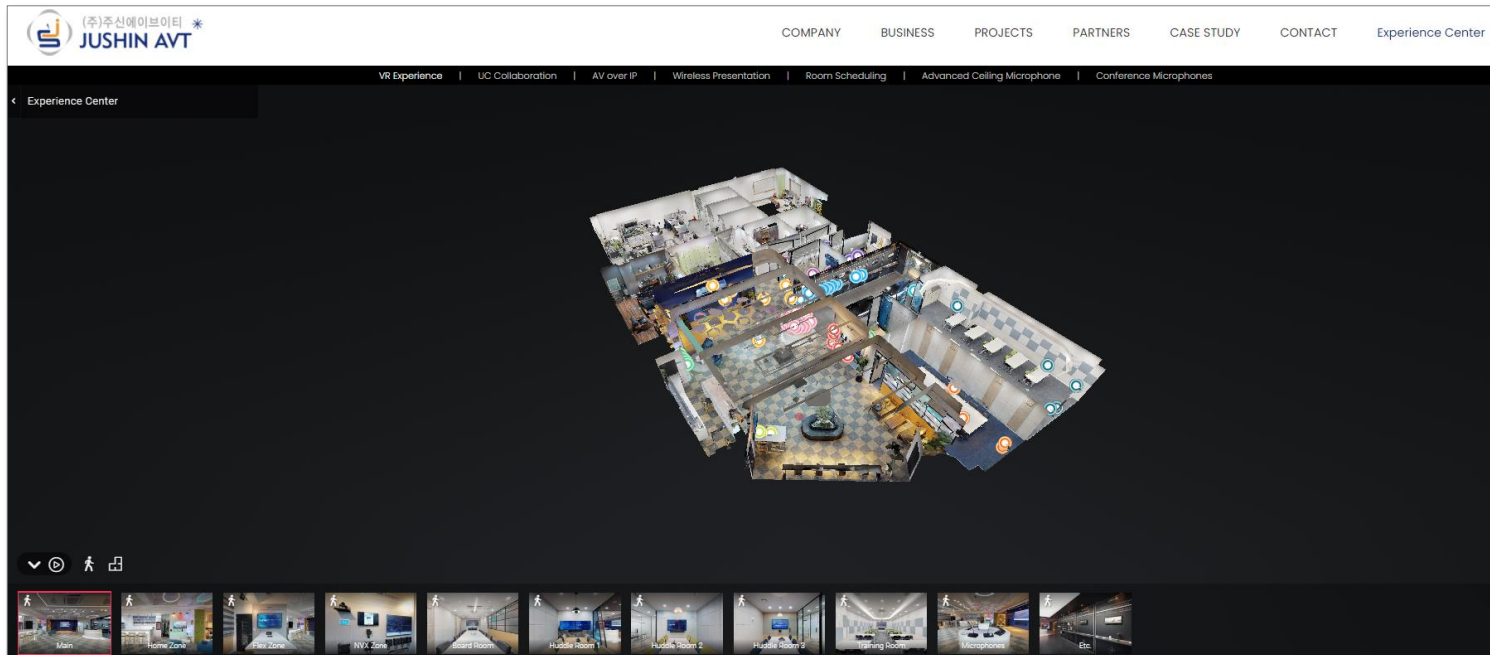 (주)주신에이브이티
JUSHIN AVT
COMPANY BUSINESS PROJECTS PARTNERS CASE STUDY CONTACT Experience Center
VR Experience | UC Collaboration | AV over IP | Wireless Presentation | Room Scheduling | Advanced Ceiling Microphone | Conference Microphones
Experience Center
Main Home Zone Flex Zone NVX Zone Board Room Huddle Room 1 Huddle Room 2 Huddle Room 3 Training Room Microphones Etc.